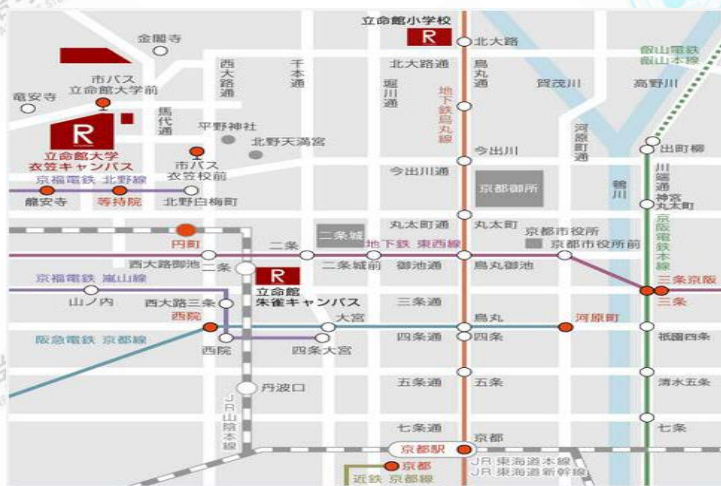 立命館小学校
R
金閣寺
北大路
西大路通
千本通
北大路通
烏丸通
叡山電鉄
叡山本線
市バス
立命館大学前
堀川通
賀茂川
高野川
竜安寺
馬代通
地下鉄烏丸線
河原町通
平野神社
R
北野天満宮
出町柳
立命館大学
衣笠キャンパス
市バス
衣笠校前
今出川
今出川通
鴨川
川端通
京福電鉄 北野線
京都御所
神宮
丸太町
龍安寺
等持院
北野白梅町
丸太町通
丸太町
京都市役所
京阪電鉄本線
円町
二条
二条城
地下鉄 東西線
京都市役所前
西大路御池
二条
二条城前
御池通
烏丸御池
京福電鉄 嵐山線
R
立命館
朱雀キャンパス
三条京阪
山ノ内
西大路三条
三条通
三条
西院
大宮
烏丸
河原町
阪急電鉄 京都線
西院
四条大宮
四条通
四条
祇園四条
丹波口
五条通
五条
清水五条
JR山陰本線
七条通
七条
京都駅
京都
京都
JR 東海道本線
JR 東海道新幹線
近鉄 京都線